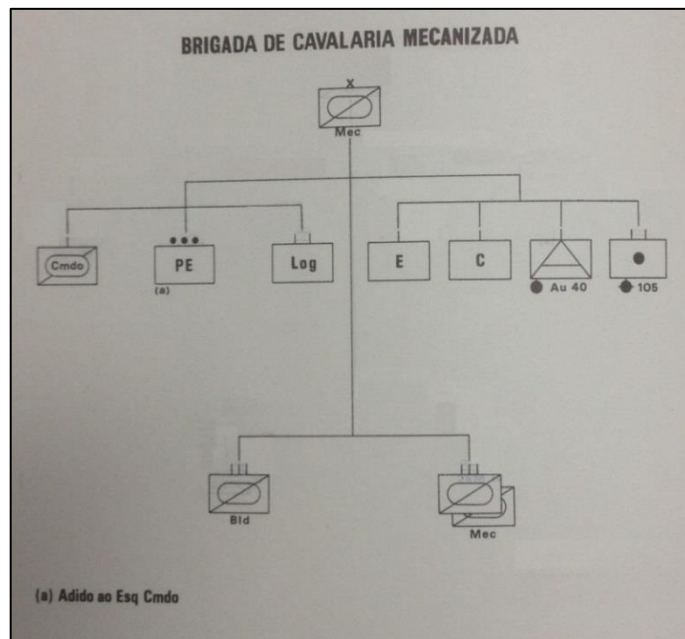 BRIGADA DE CAVALARIA MECANIZADA
X
Mec
Cmdo
PE
Log
E
C
(a)
Au 40
105
Bld
Mec
(a) Adido ao Esq Cmdo